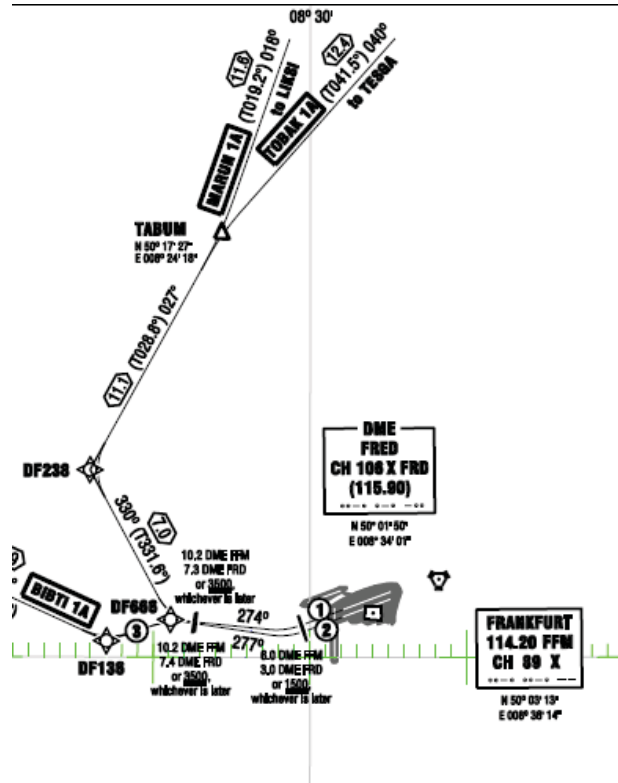 08° 30'
11.6
(T019.2°) 018°
to LIKSI
MARUN 1A
12.4
(T041.5°) 040°
to TESGA
TOBAK 1A
TABUM
N 50° 17' 27"
E 008° 24' 18"
11.1 (T028.8°) 027°
DF238
330° (T331.6°)
7.0
DME
FRED
CH 106 X FRD
(115.90)
N 50° 01' 50"
E 008° 34' 01"
10.2 DME FFM
7.3 DME FRD
or 3500,
whichever is later
BIBTI 1A
DF668
274°
277°
1
2
3
DF136
10.2 DME FFM
7.4 DME FRD
or 3500,
whichever is later
6.0 DME FFM
3.0 DME FRD
or 1500,
whichever is later
FRANKFURT
114.20 FFM
CH 89 X
N 50° 03' 13"
E 008° 38' 14"